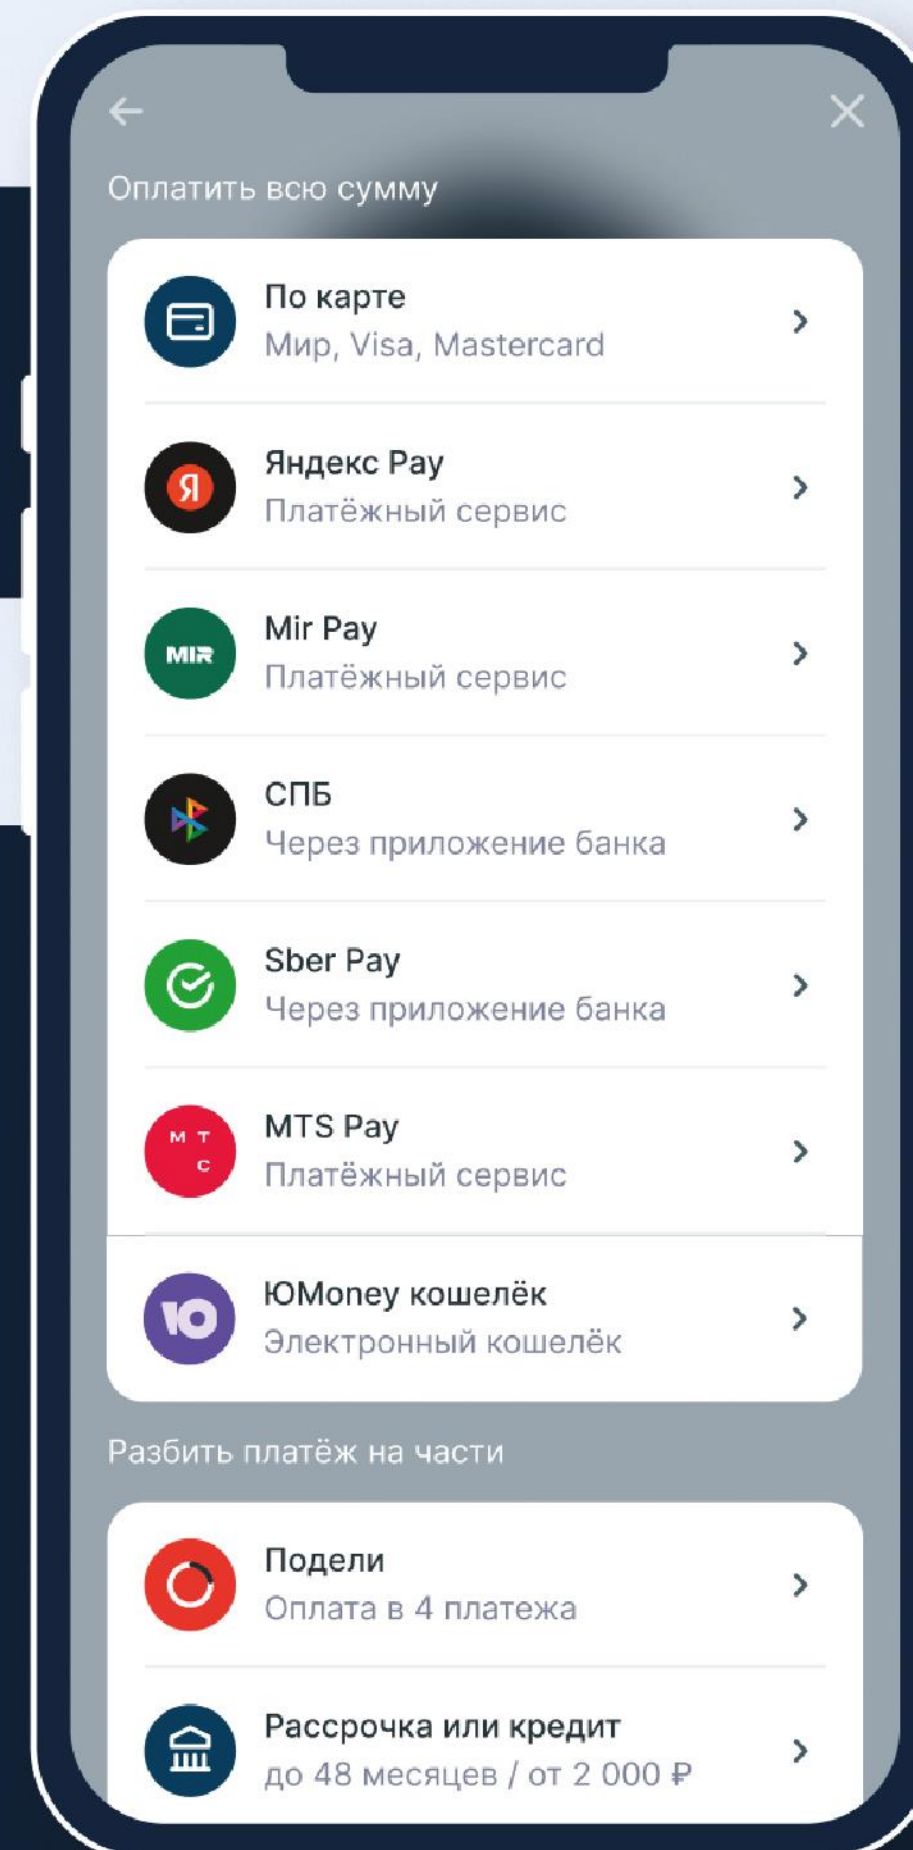 Оплатить всю сумму
По карте
Мир, Visa, Mastercard
Я
Яндекс Pay
Платёжный сервис
MIR
Mir Pay
Платёжный сервис
СПБ
Через приложение банка
Sber Pay
Через приложение банка
М Т
С
MTS Pay
Платёжный сервис
Ю
ЮMoney кошелёк
Электронный кошелёк
Разбить платёж на части
Подели
Оплата в 4 платежа
Рассрочка или кредит
до 48 месяцев / от 2 000 ₽